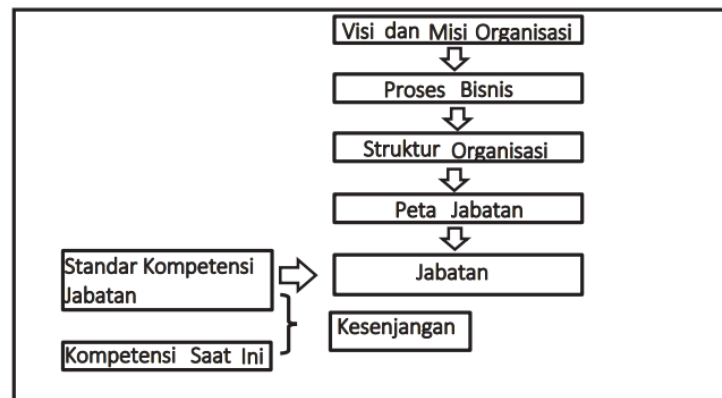 Visi dan Misi Organisasi
Proses Bisnis
Struktur Organisasi
Peta Jabatan
Standar Kompetensi
Jabatan
Jabatan
Kesenjangan
Kompetensi Saat Ini